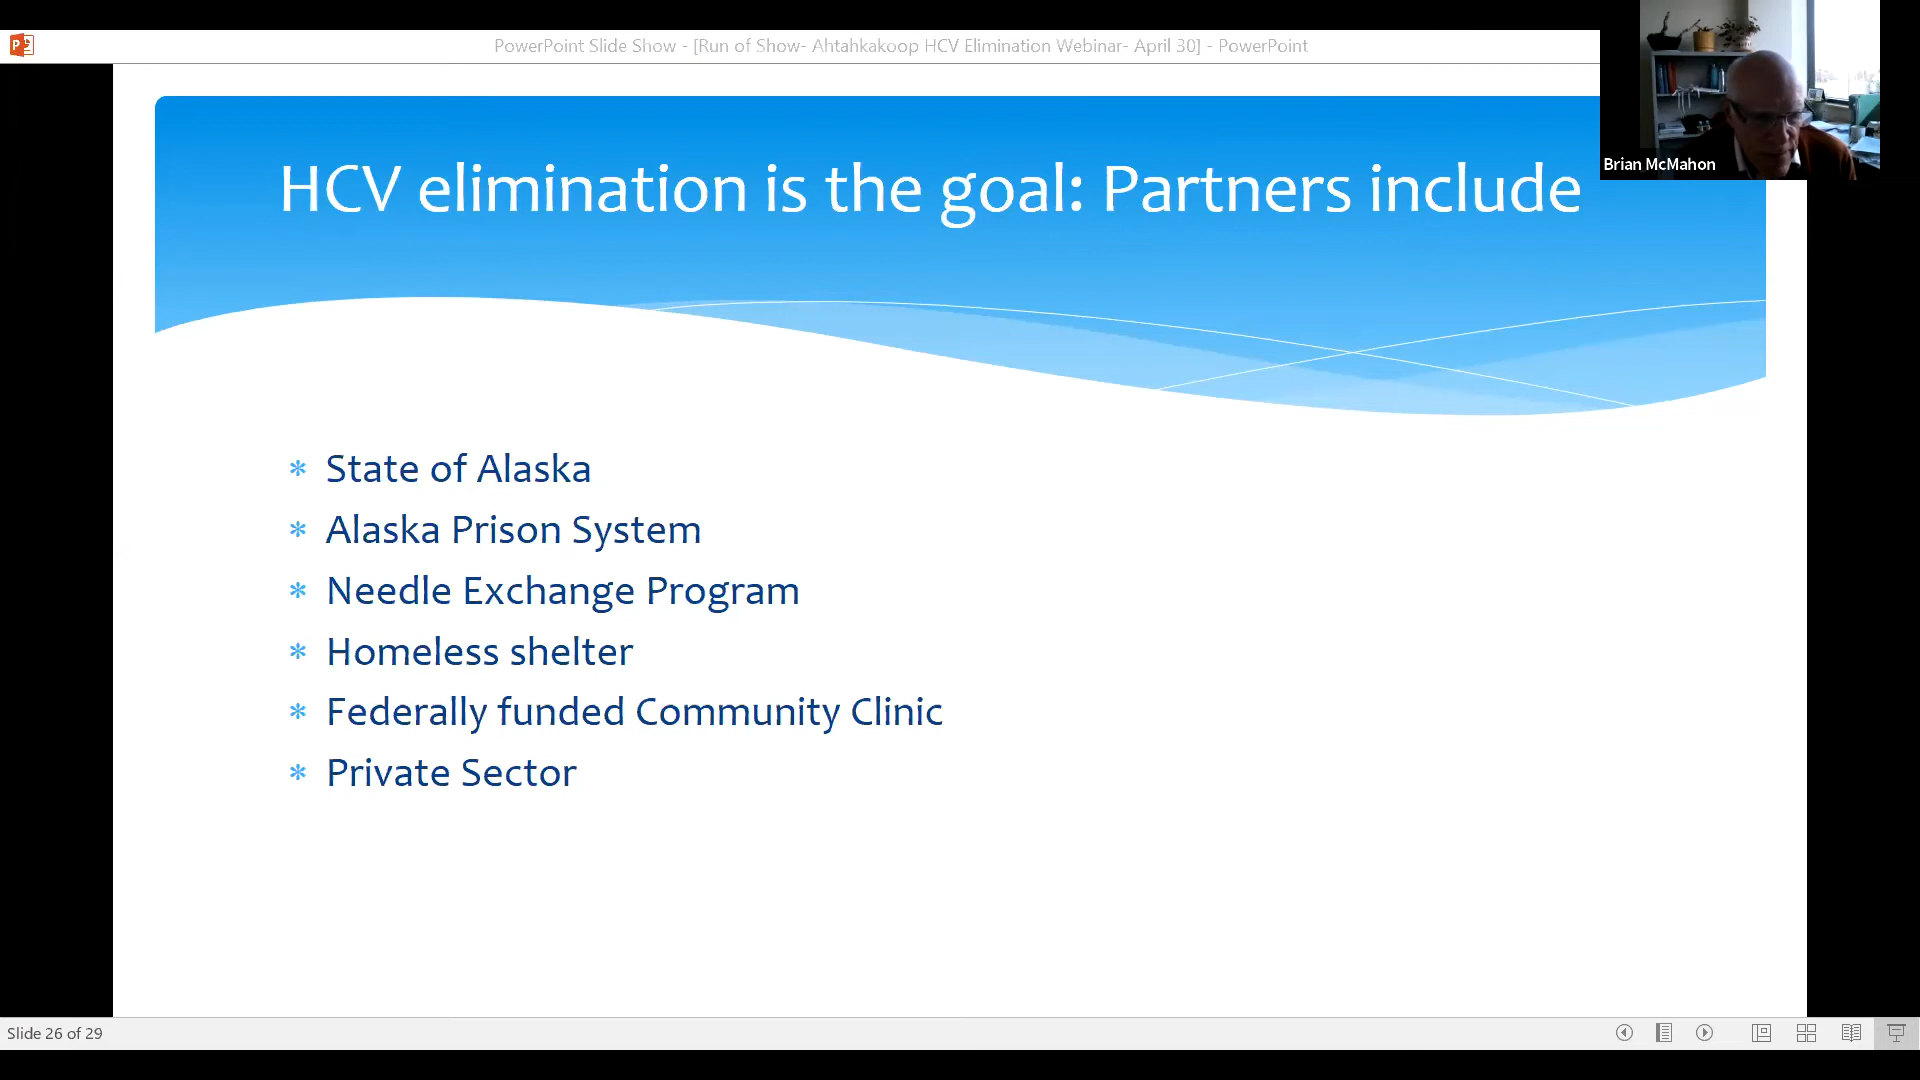 PowerPoint Slide Show - [Run of Show- Ahtahkakoop HCV Elimination Webinar- April 30] - PowerPoint
Brian McMahon
HCV elimination is the goal: Partners include
* State of Alaska
* Alaska Prison System
* Needle Exchange Program
* Homeless shelter
* Federally funded Community Clinic
* Private Sector
Slide 26 of 29